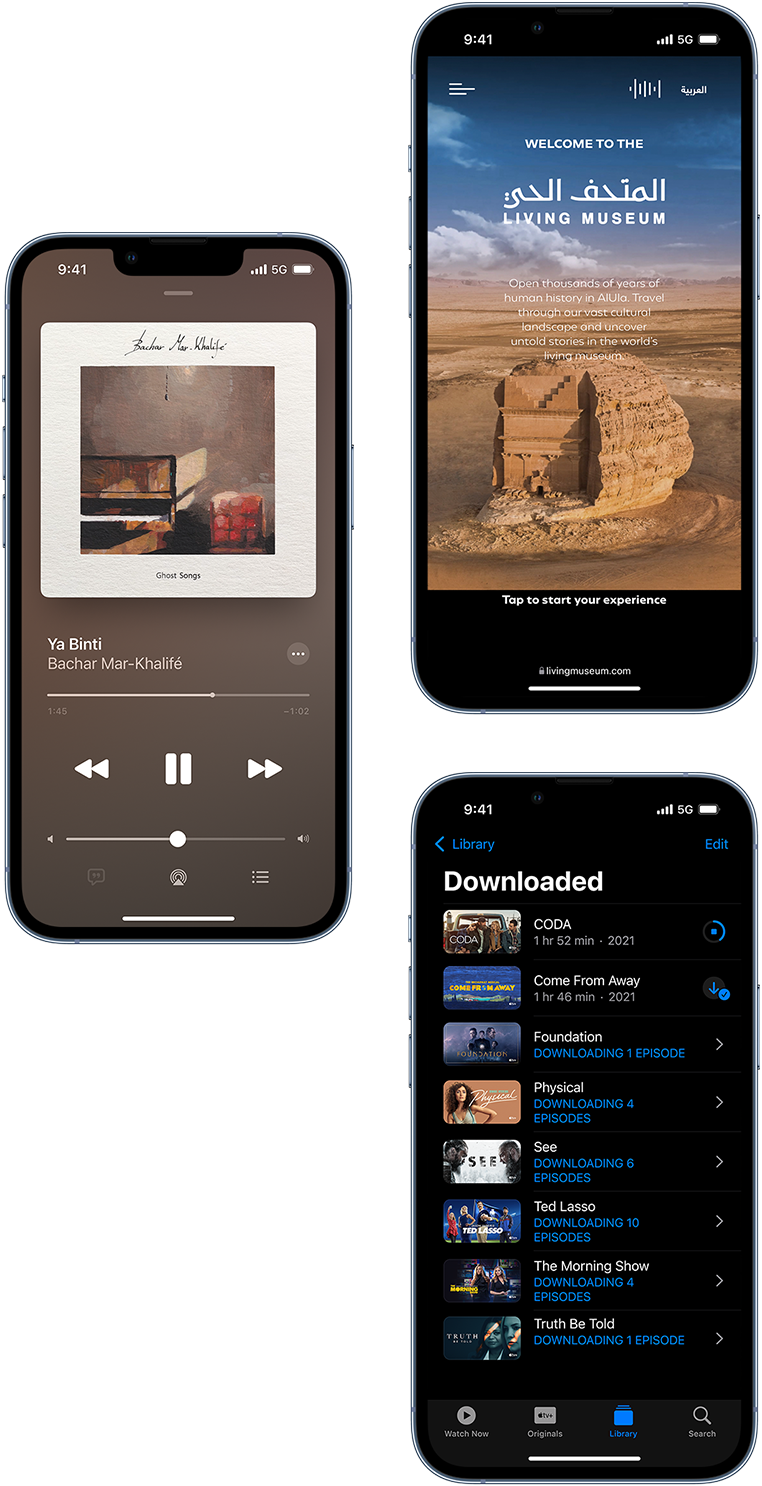 9:41
5G
Bachar Mar-Khalifé
Ghost Songs
Ya Binti
Bachar Mar-Khalifé
1:45
−1:02
9:41
5G
العربية
WELCOME TO THE
المتحف الحي
LIVING MUSEUM
Open thousands of years of
human history in AlUla. Travel
through our vast cultural
landscape and uncover
untold stories in the world's
living museum.
Tap to start your experience
livingmuseum.com
9:41
5G
Library
Edit
Downloaded
CODA
CODA
1 hr 52 min · 2021
COME FROM AWAY
Come From Away
1 hr 46 min · 2021
FOUNDATION
Foundation
DOWNLOADING 1 EPISODE
Physical
Physical
DOWNLOADING 4
EPISODES
SEE
See
DOWNLOADING 6
EPISODES
TED LASSO
Ted Lasso
DOWNLOADING 10
EPISODES
THE
MORNING
The Morning Show
DOWNLOADING 4
EPISODES
TRUTH
BE TOLD
Truth Be Told
DOWNLOADING 1 EPISODE
tv+
Watch Now
Originals
Library
Search